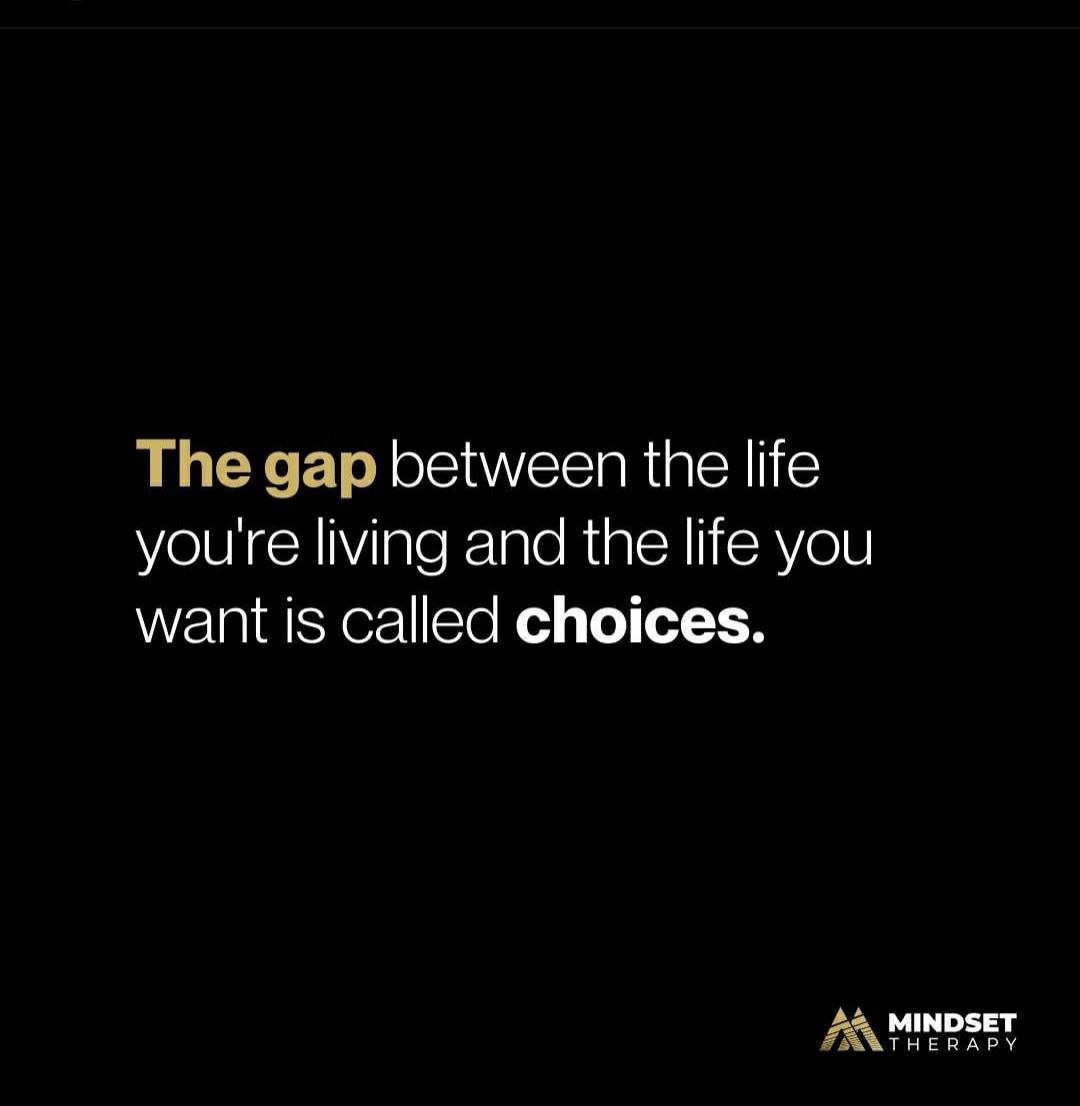 The gap between the life
you're living and the life you
want is called choices.
MINDSET
THERAPY